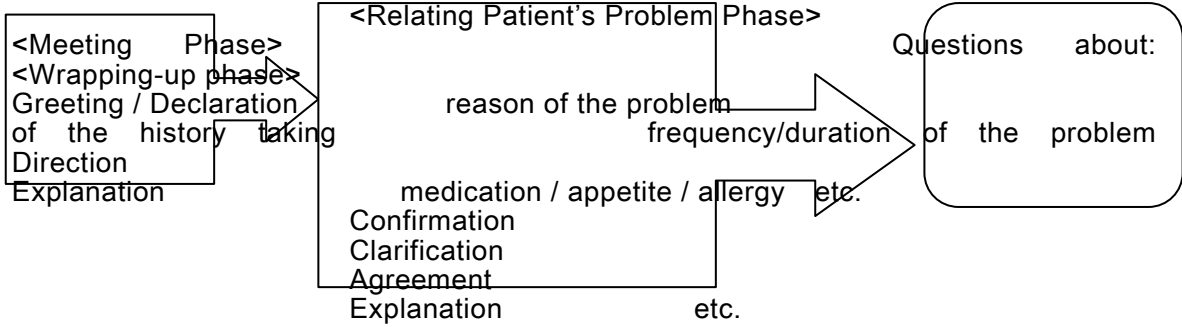 <Relating Patient’s Problem Phase>
<Meeting Phase> Questions about:
<Wrapping-up phase>
Greeting / Declaration reason of the problem
of the history taking frequency/duration of the problem
Direction
Explanation medication / appetite / allergy etc.
Confirmation
Clarification
Agreement
Explanation etc.